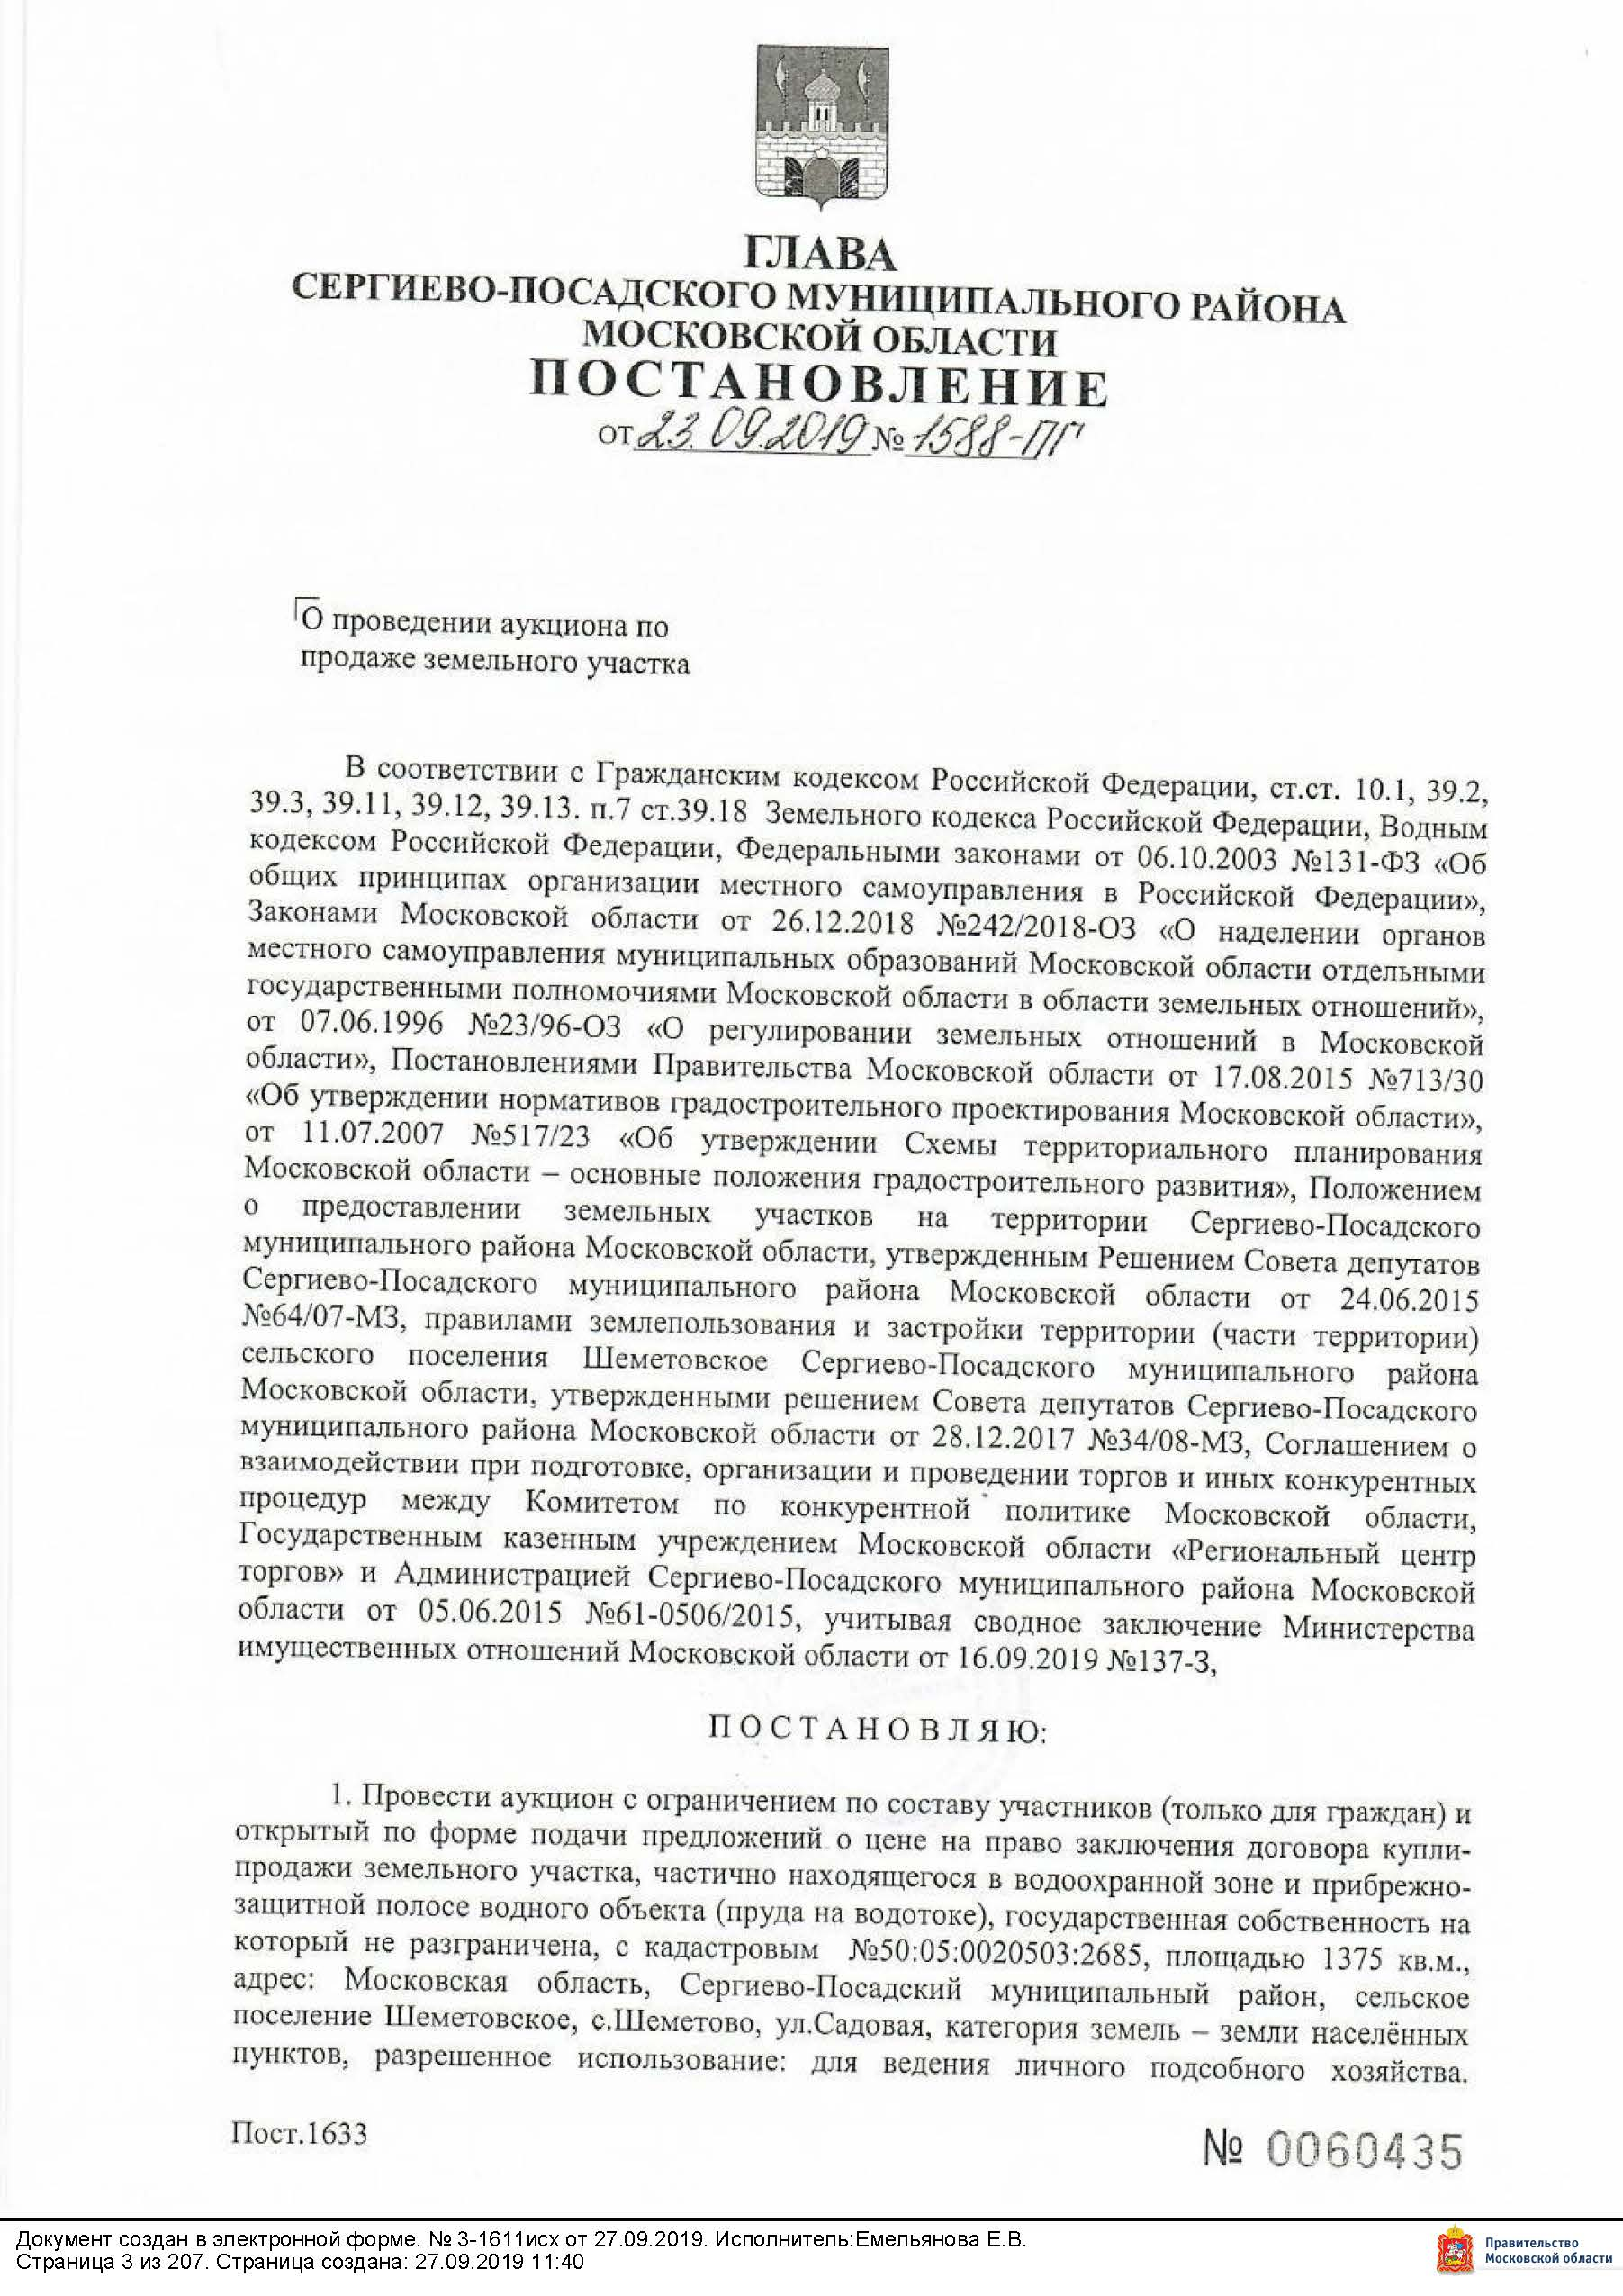 ГЛАВА
СЕРГИЕВО-ПОСАДСКОГО МУНИЦИПАЛЬНОГО РАЙОНА
МОСКОВСКОЙ ОБЛАСТИ
ПОСТАНОВЛЕНИЕ
от 23.09.2019 № 1588-ПГ
О проведении аукциона по
продаже земельного участка
В соответствии с Гражданским кодексом Российской Федерации, ст.ст. 10.1, 39.2,
39.3, 39.11, 39.12, 39.13. п.7 ст.39.18 Земельного кодекса Российской Федерации, Водным
кодексом Российской Федерации, Федеральными законами от 06.10.2003 №131-ФЗ «Об
общих принципах организации местного самоуправления в Российской Федерации»,
Законами Московской области от 26.12.2018 №242/2018-ОЗ «О наделении органов
местного самоуправления муниципальных образований Московской области отдельными
государственными полномочиями Московской области в области земельных отношений»,
от 07.06.1996 №23/96-ОЗ «О регулировании земельных отношений в Московской
области», Постановлениями Правительства Московской области от 17.08.2015 №713/30
«Об утверждении нормативов градостроительного проектирования Московской области»,
от 11.07.2007 №517/23 «Об утверждении Схемы территориального планирования
Московской области – основные положения градостроительного развития», Положением
о предоставлении земельных участков на территории Сергиево-Посадского
муниципального района Московской области, утвержденным Решением Совета депутатов
Сергиево-Посадского муниципального района Московской области от 24.06.2015
№64/07-МЗ, правилами землепользования и застройки территории (части территории)
сельского поселения Шеметовское Сергиево-Посадского муниципального района
Московской области, утвержденными решением Совета депутатов Сергиево-Посадского
муниципального района Московской области от 28.12.2017 №34/08-МЗ, Соглашением о
взаимодействии при подготовке, организации и проведении торгов и иных конкурентных
процедур между Комитетом по конкурентной политике Московской области,
Государственным казенным учреждением Московской области «Региональный центр
торгов» и Администрацией Сергиево-Посадского муниципального района Московской
области от 05.06.2015 №61-0506/2015, учитывая сводное заключение Министерства
имущественных отношений Московской области от 16.09.2019 №137-З,
ПОСТАНОВЛЯЮ:
1. Провести аукцион с ограничением по составу участников (только для граждан) и
открытый по форме подачи предложений о цене на право заключения договора купли-
продажи земельного участка, частично находящегося в водоохранной зоне и прибрежно-
защитной полосе водного объекта (пруда на водотоке), государственная собственность на
который не разграничена, с кадастровым №50:05:0020503:2685, площадью 1375 кв.м.,
адрес: Московская область, Сергиево-Посадский муниципальный район, сельское
поселение Шеметовское, с.Шеметово, ул.Садовая, категория земель – земли населённых
пунктов, разрешенное использование: для ведения личного подсобного хозяйства.
Пост.1633
№ 0060435
Документ создан в электронной форме. № 3-1611исх от 27.09.2019. Исполнитель:Емельянова Е.В.
Страница 3 из 207. Страница создана: 27.09.2019 11:40
Правительство
Московской области